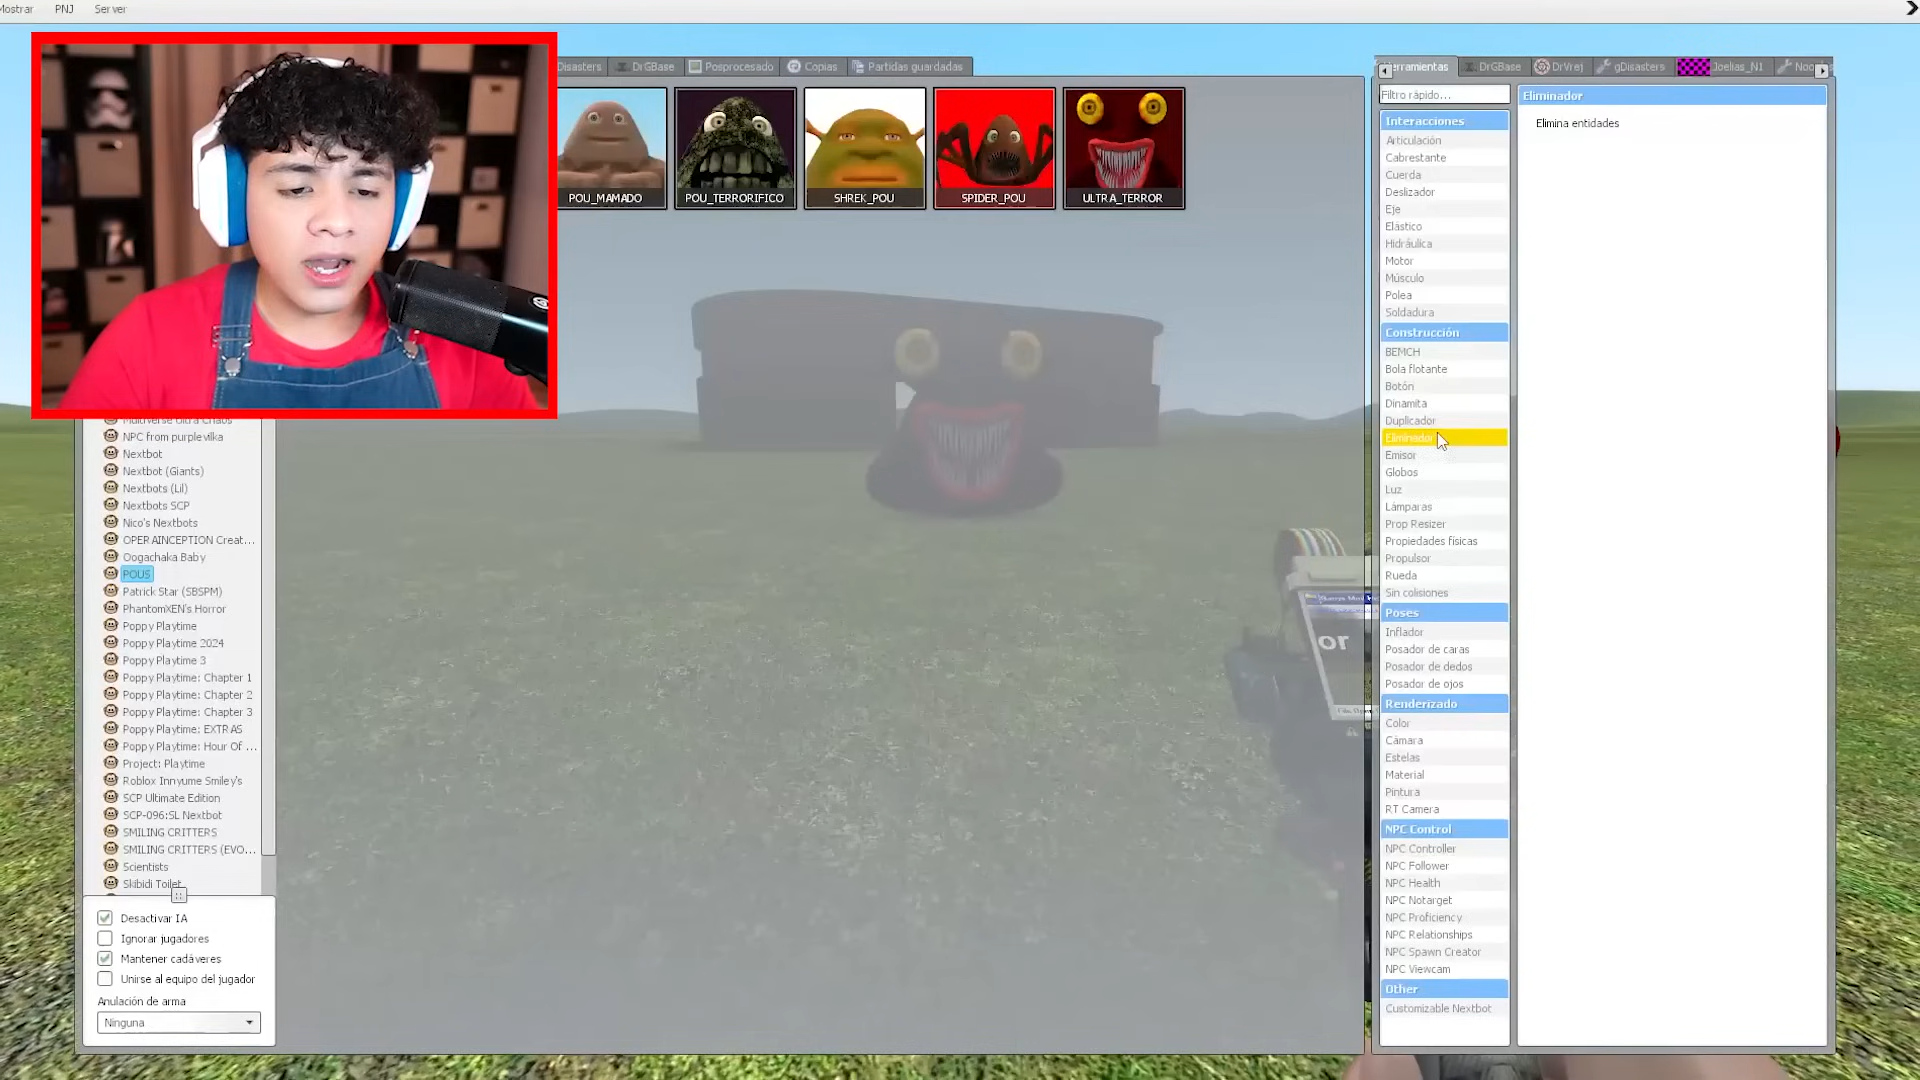 Mostrar PNJ Server
Disasters DrGBase Posprocesado Copias Partidas guardadas
POU_MAMADO POU_TERRORIFICO SHREK_POU SPIDER_POU ULTRA_TERROR
NPC from purplevilka
Nextbot
Nextbot (Giants)
Nextbots (Lil)
Nextbots SCP
Nico's Nextbots
OPERAINCEPTION Creat...
Oogachaka Baby
POUS
Patrick Star (SBSPM)
PhantomXEN's Horror
Poppy Playtime
Poppy Playtime 2024
Poppy Playtime 3
Poppy Playtime: Chapter 1
Poppy Playtime: Chapter 2
Poppy Playtime: Chapter 3
Poppy Playtime: EXTRAS
Poppy Playtime: Hour Of ...
Project: Playtime
Roblox Innyume Smiley's
SCP Ultimate Edition
SCP-096:SL Nextbot
SMILING CRITTERS
SMILING CRITTERS (EVO...
Scientists
Skibidi Toilet
Desactivar IA
Ignorar jugadores
Mantener cadáveres
Unirse al equipo del jugador
Anulación de arma
Ninguna
erramientas DrGBase DrVrej gDisasters Joelias_N1
Filtro rápido...
Interacciones
Articulación
Cabrestante
Cuerda
Deslizador
Eje
Elástico
Hidráulica
Motor
Músculo
Polea
Soldadura
Construcción
BEMCH
Bola flotante
Botón
Dinamita
Duplicador
Eliminador
Emisor
Globos
Luz
Lámparas
Prop Resizer
Propiedades físicas
Propulsor
Rueda
Sin colisiones
Poses
Inflador
Posador de caras
Posador de dedos
Posador de ojos
Renderizado
Color
Cámara
Estelas
Material
Pintura
RT Camera
NPC Control
NPC Controller
NPC Follower
NPC Health
NPC Notarget
NPC Proficiency
NPC Relationships
NPC Spawn Creator
NPC Viewcam
Other
Customizable Nextbot
Eliminador
Elimina entidades